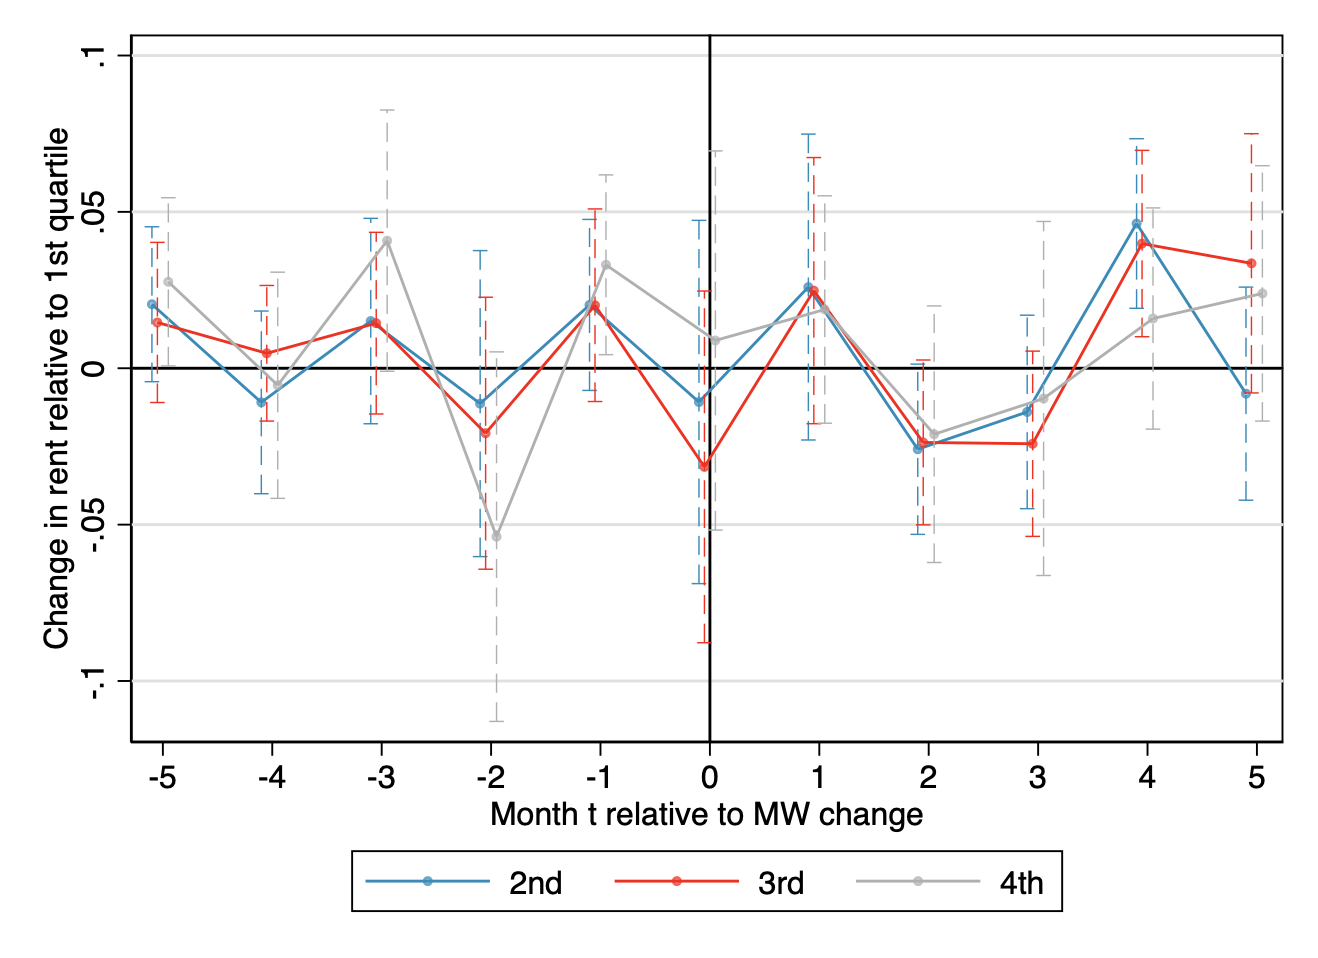 Change in rent relative to 1st quartile
.1
.05
0
-.05
-.1
-5 -4 -3 -2 -1 0 1 2 3 4 5
Month t relative to MW change
2nd 3rd 4th